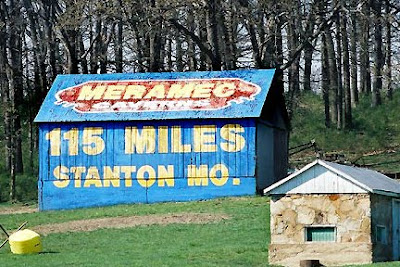 MERAMEC
CAVERNS
115 MILES
STANTON MO.